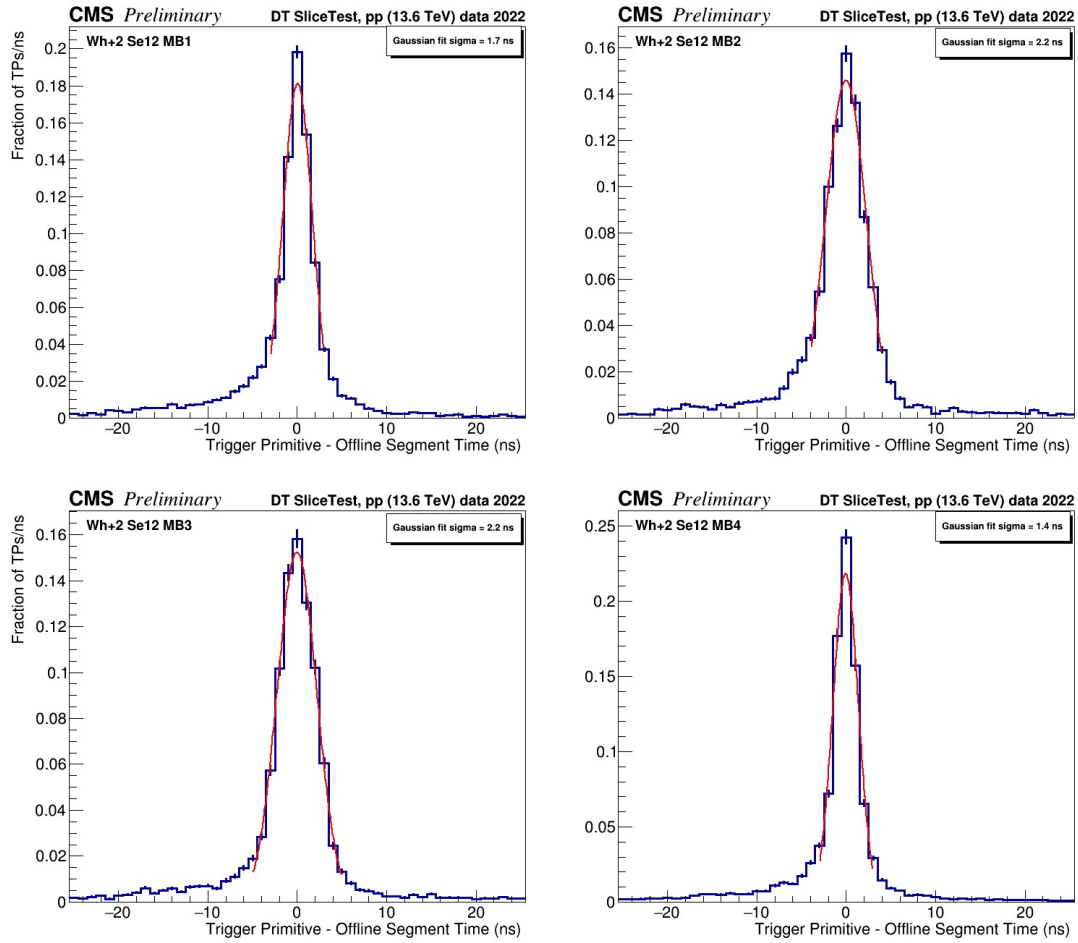 CMS Preliminary DT SliceTest, pp (13.6 TeV) data 2022
Wh+2 Se12 MB1
Gaussian fit sigma = 1.7 ns
Fraction of TPs/ns
0.2
0.18
0.16
0.14
0.12
0.1
0.08
0.06
0.04
0.02
0
−20 −10 0 10 20
Trigger Primitive - Offline Segment Time (ns)
CMS Preliminary DT SliceTest, pp (13.6 TeV) data 2022
Wh+2 Se12 MB2
Gaussian fit sigma = 2.2 ns
0.16
0.14
0.12
0.1
0.08
0.06
0.04
0.02
0
−20 −10 0 10 20
Trigger Primitive - Offline Segment Time (ns)
CMS Preliminary DT SliceTest, pp (13.6 TeV) data 2022
Wh+2 Se12 MB3
Gaussian fit sigma = 2.2 ns
Fraction of TPs/ns
0.16
0.14
0.12
0.1
0.08
0.06
0.04
0.02
0
−20 −10 0 10 20
Trigger Primitive - Offline Segment Time (ns)
CMS Preliminary DT SliceTest, pp (13.6 TeV) data 2022
Wh+2 Se12 MB4
Gaussian fit sigma = 1.4 ns
0.25
0.2
0.15
0.1
0.05
0
−20 −10 0 10 20
Trigger Primitive - Offline Segment Time (ns)